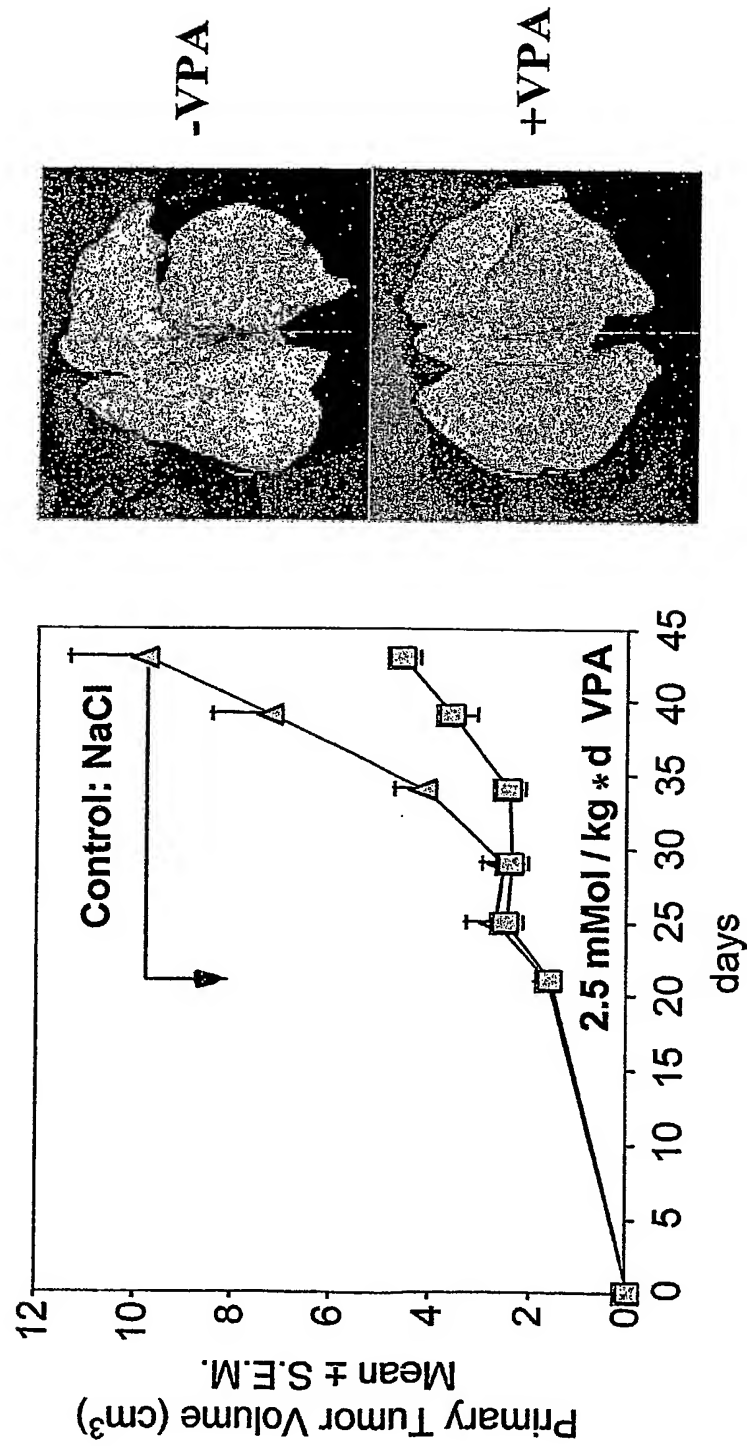 Primary Tumor Volume (cm³)
Mean ± S.E.M.
12
10
8
6
4
2
0
Control: NaCl
2.5 mMol / kg * d VPA
0 5 10 15 20 25 30 35 40 45
days
-VPA
+VPA